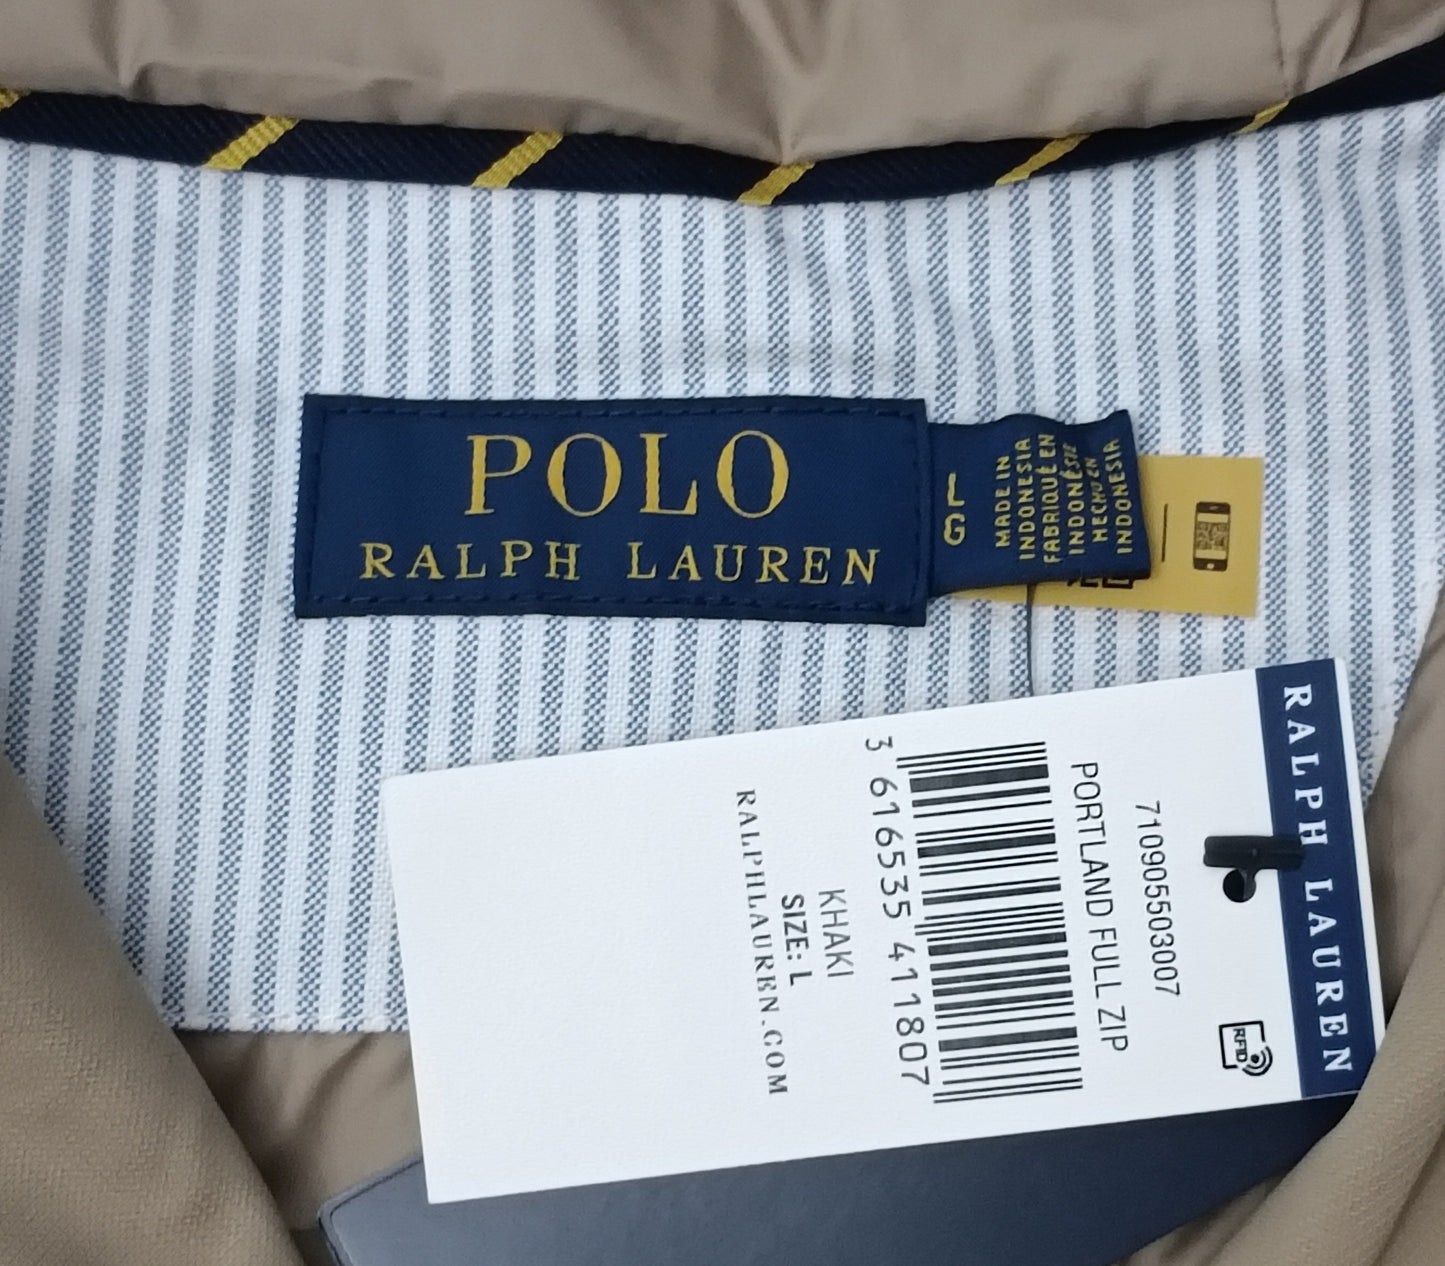 POLO
RALPH LAUREN
L
G
MADE IN
INDONESIA
FABRIQUÉ EN
INDONÉSIE
HECHO EN
INDONESIA
RALPH LAUREN
RFID
710905503007
PORTLAND FULL ZIP
3 616535 411807
KHAKI
SIZE: L
RALPHLAUREN.COM